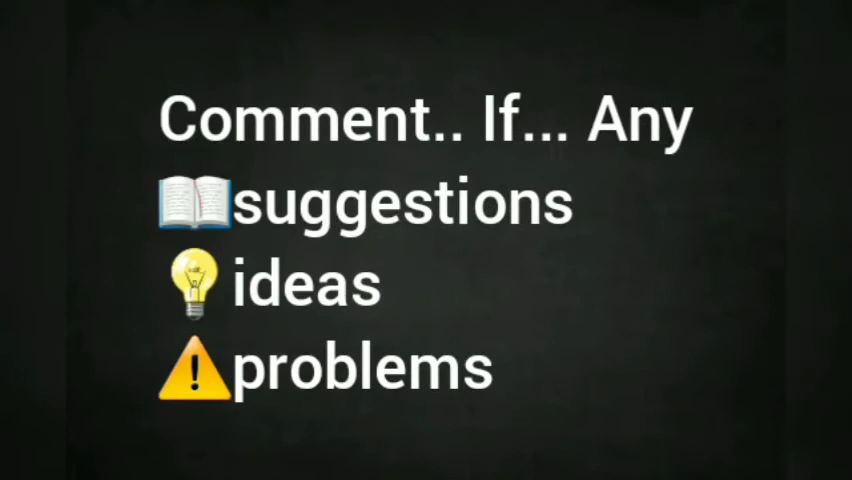 Comment.. If... Any
📖suggestions
💡ideas
⚠️problems